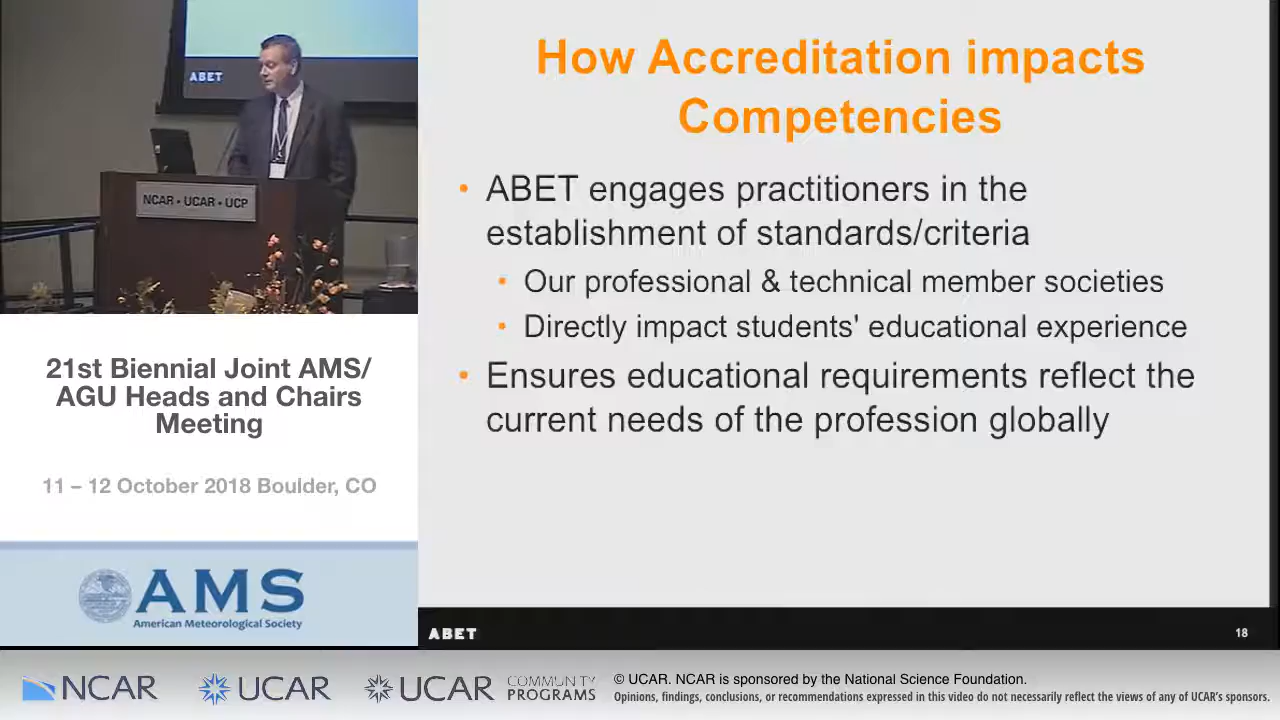 ABET
NCAR • UCAR • UCP
21st Biennial Joint AMS/
AGU Heads and Chairs
Meeting
11 – 12 October 2018 Boulder, CO
AMS
American Meteorological Society
How Accreditation impacts
Competencies
• ABET engages practitioners in the
establishment of standards/criteria
• Our professional & technical member societies
• Directly impact students' educational experience
• Ensures educational requirements reflect the
current needs of the profession globally
ABET
18
NCAR
UCAR
UCAR
COMMUNITY
PROGRAMS
© UCAR. NCAR is sponsored by the National Science Foundation.
Opinions, findings, conclusions, or recommendations expressed in this video do not necessarily reflect the views of any of UCAR's sponsors.